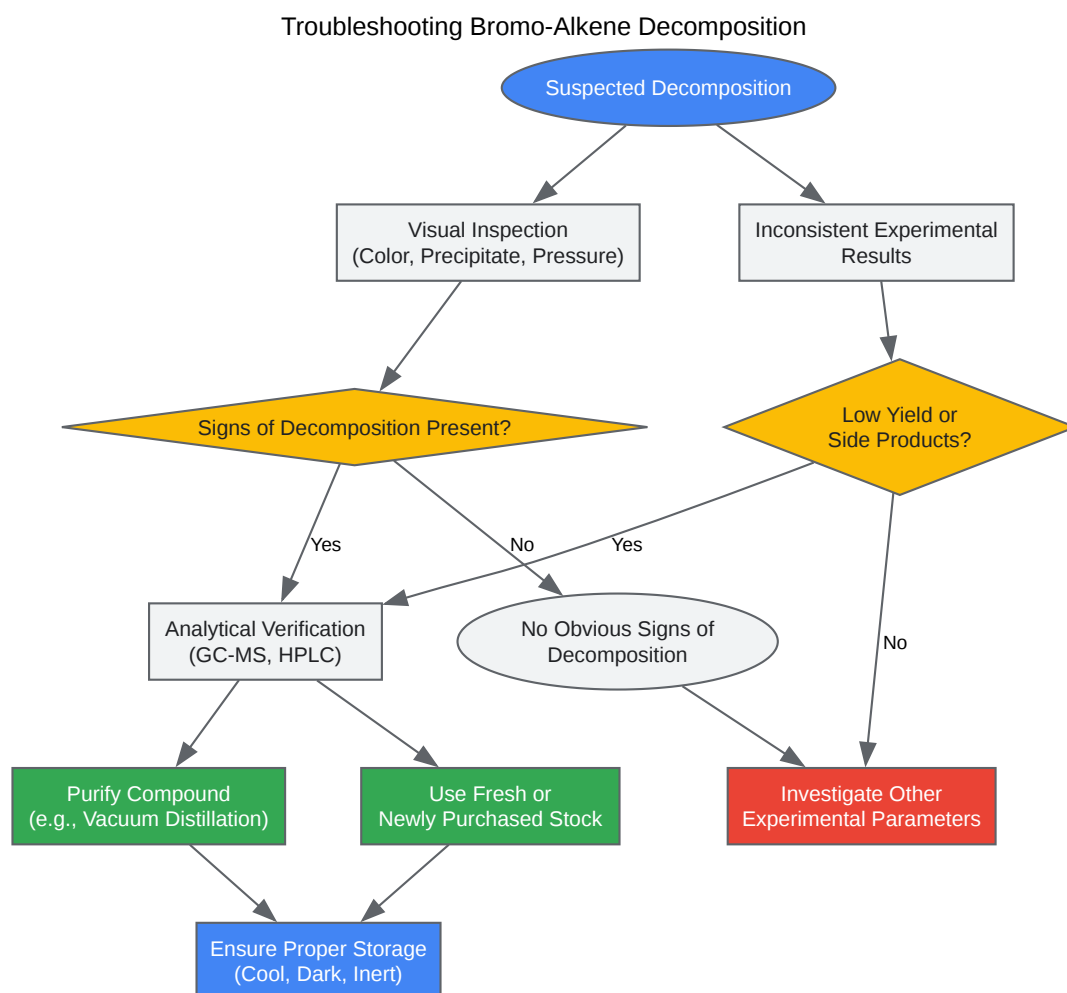 Troubleshooting Bromo-Alkene Decomposition
Suspected Decomposition
Visual Inspection
(Color, Precipitate, Pressure)
Inconsistent Experimental
Results
Signs of Decomposition Present?
Low Yield or
Side Products?
Yes
No
Yes
No
Analytical Verification
(GC-MS, HPLC)
No Obvious Signs of
Decomposition
Purify Compound
(e.g., Vacuum Distillation)
Use Fresh or
Newly Purchased Stock
Investigate Other
Experimental Parameters
Ensure Proper Storage
(Cool, Dark, Inert)